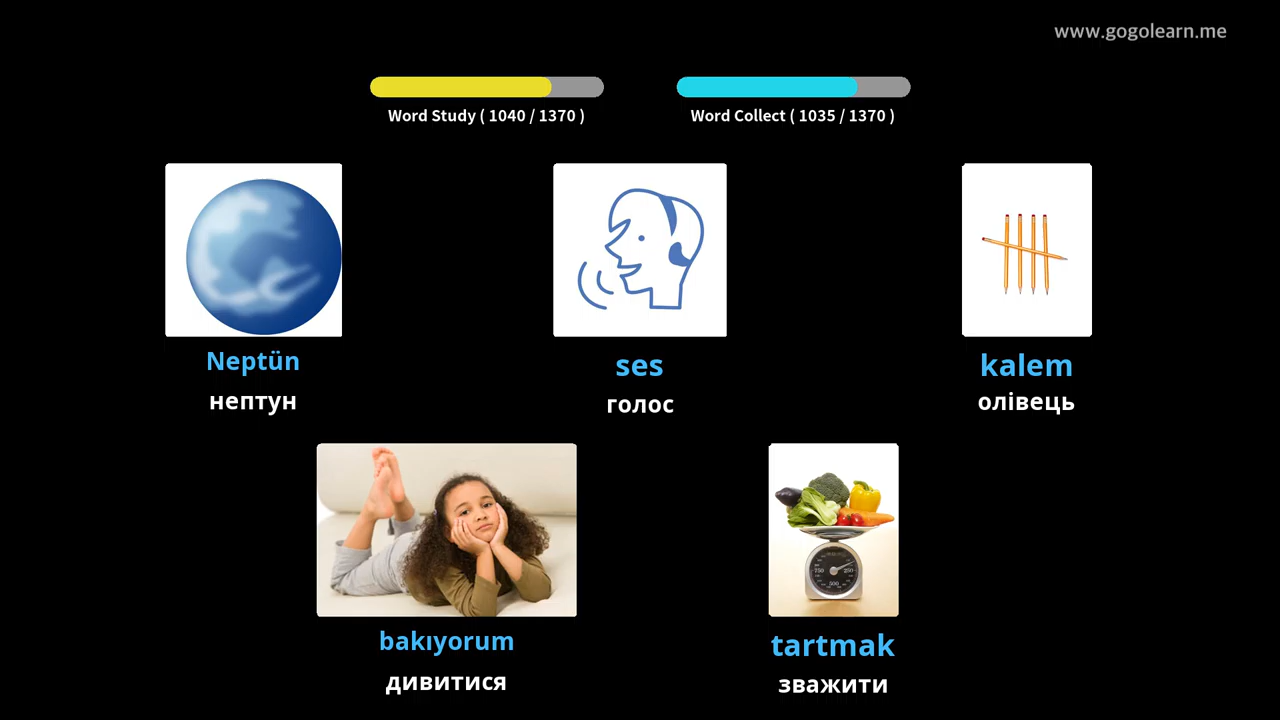 www.gogolearn.me
Word Study ( 1040 / 1370 )
Word Collect ( 1035 / 1370 )
Neptün
нептун
ses
голос
kalem
олівець
bakıyorum
дивитися
tartmak
зважити